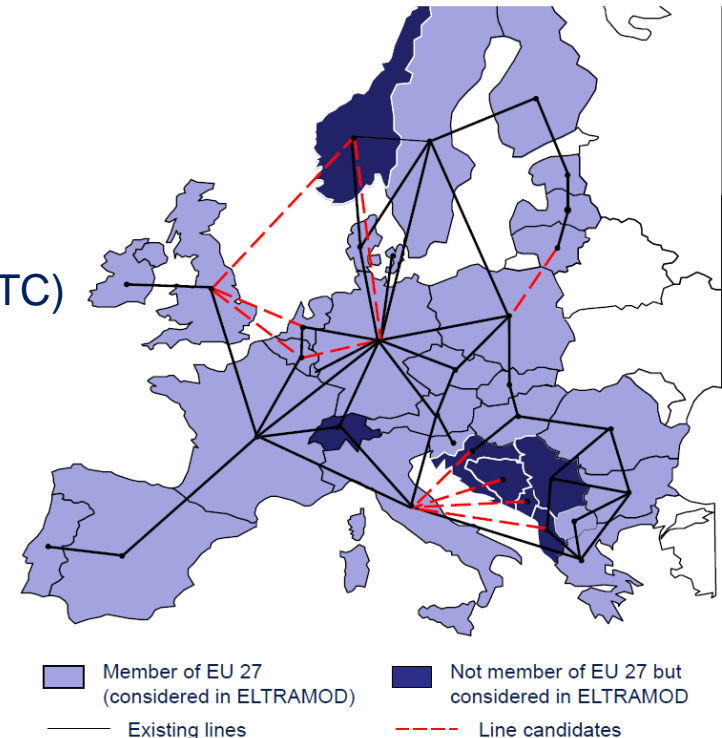 TC)
Member of EU 27
(considered in ELTRAMOD)
Not member of EU 27 but
considered in ELTRAMOD
Existing lines
Line candidates